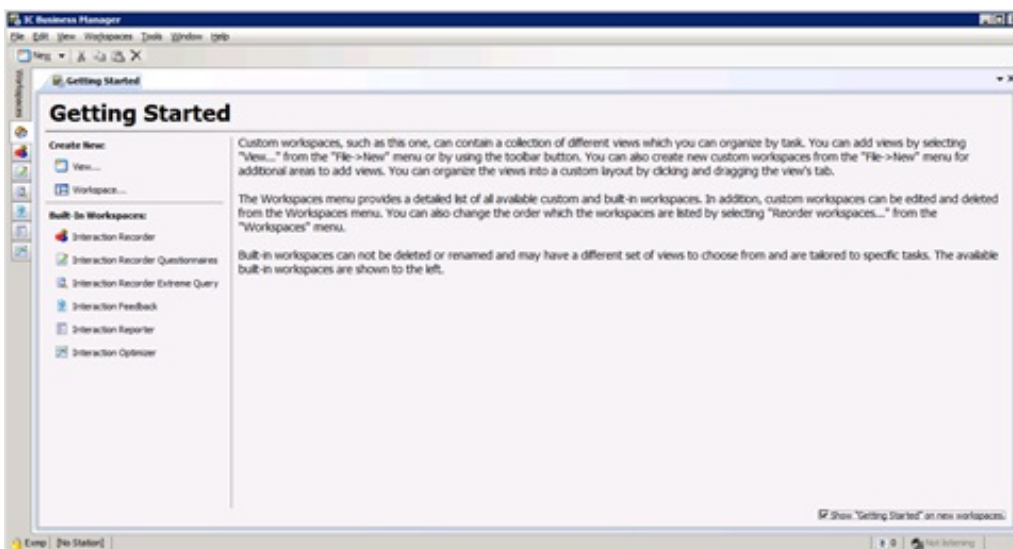 IC Business Manager
File Edit View Workspaces Tools Window Help
New
Workspaces
Getting Started
Getting Started
Create New:
View...
Workspace...
Built-In Workspaces:
Interaction Recorder
Interaction Recorder Questionnaires
Interaction Recorder Extreme Query
Interaction Feedback
Interaction Reporter
Interaction Optimizer
Custom workspaces, such as this one, can contain a collection of different views which you can organize by task. You can add views by selecting
"View..." from the "File->New" menu or by using the toolbar button. You can also create new custom workspaces from the "File->New" menu for
additional areas to add views. You can organize the views into a custom layout by clicking and dragging the view's tab.
The Workspaces menu provides a detailed list of all available custom and built-in workspaces. In addition, custom workspaces can be edited and deleted
from the Workspaces menu. You can also change the order which the workspaces are listed by selecting "Reorder workspaces..." from the
"Workspaces" menu.
Built-in workspaces can not be deleted or renamed and may have a different set of views to choose from and are tailored to specific tasks. The available
built-in workspaces are shown to the left.
Show "Getting Started" on new workspaces.
[No Station]
0
Not listening